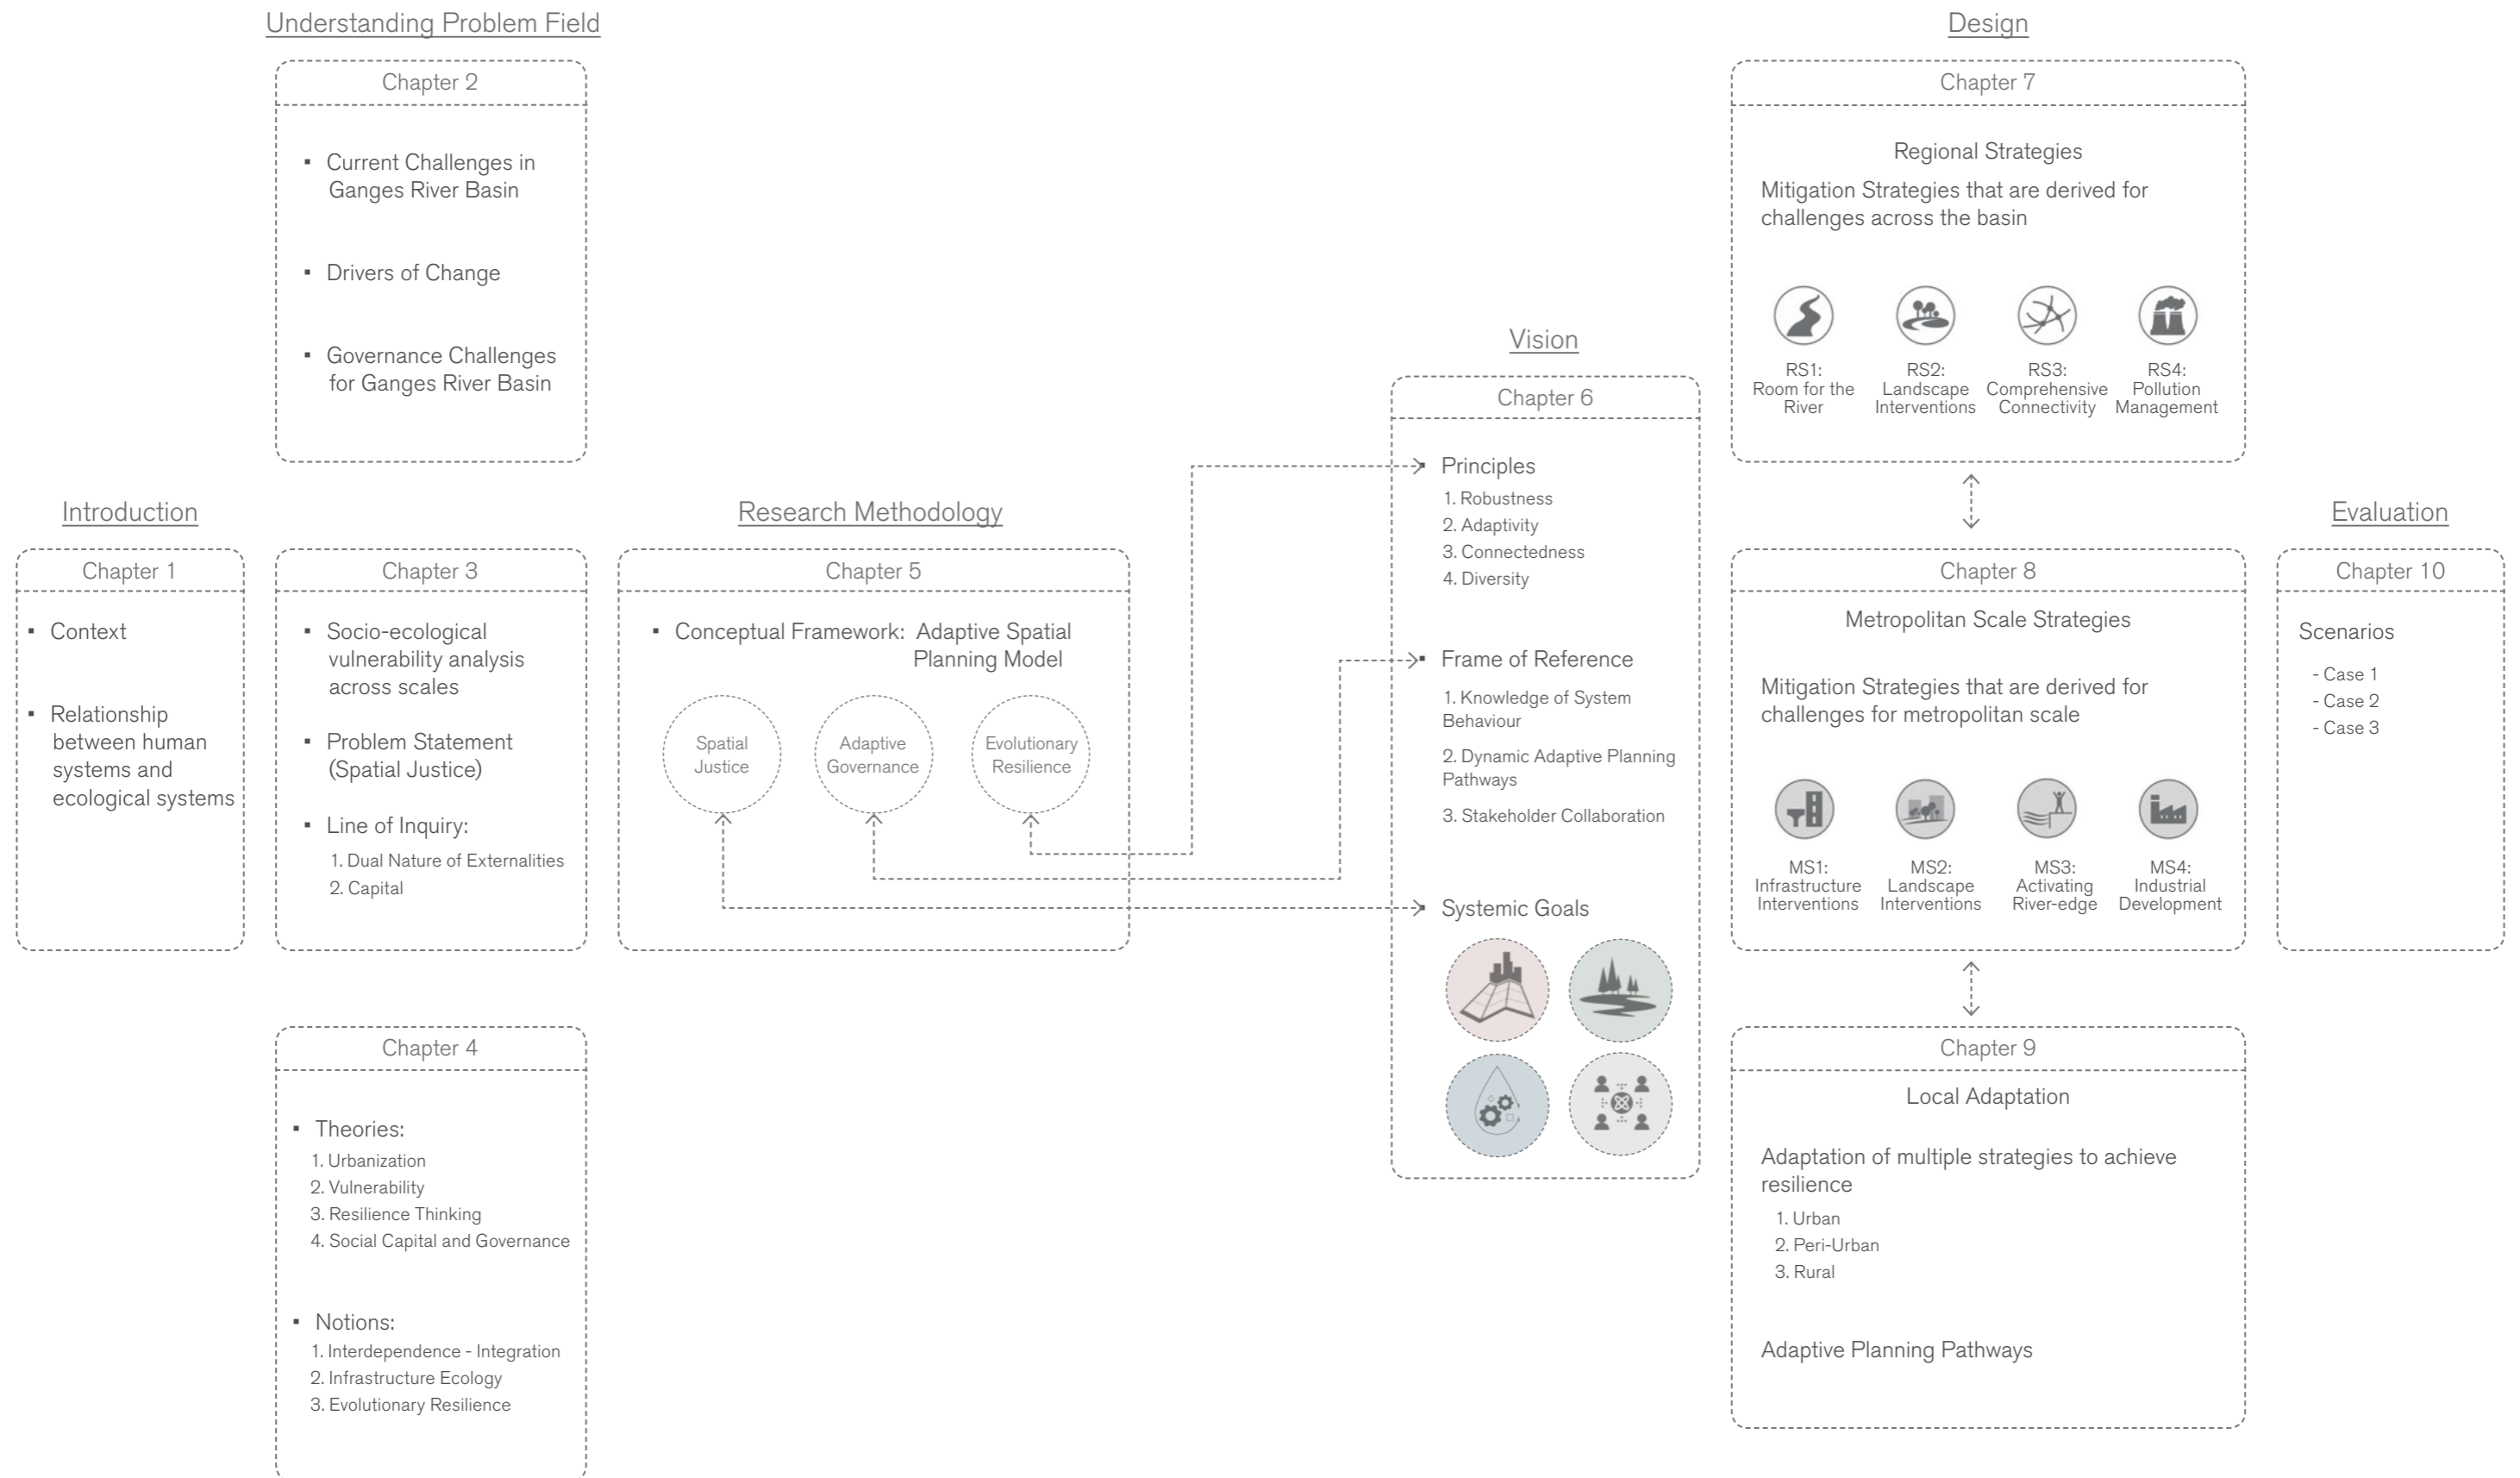 Understanding Problem Field
Chapter 2
▪ Current Challenges in
Ganges River Basin
▪ Drivers of Change
▪ Governance Challenges
for Ganges River Basin
Introduction
Chapter 1
▪ Context
▪ Relationship
between human
systems and
ecological systems
Chapter 3
▪ Socio-ecological
vulnerability analysis
across scales
▪ Problem Statement
(Spatial Justice)
▪ Line of Inquiry:
1. Dual Nature of Externalities
2. Capital
Chapter 4
▪ Theories:
1. Urbanization
2. Vulnerability
3. Resilience Thinking
4. Social Capital and Governance
▪ Notions:
1. Interdependence - Integration
2. Infrastructure Ecology
3. Evolutionary Resilience
Research Methodology
Chapter 5
▪ Conceptual Framework: Adaptive Spatial
Planning Model
Spatial
Justice
Adaptive
Governance
Evolutionary
Resilience
Vision
Chapter 6
▪ Principles
1. Robustness
2. Adaptivity
3. Connectedness
4. Diversity
▪ Frame of Reference
1. Knowledge of System
Behaviour
2. Dynamic Adaptive Planning
Pathways
3. Stakeholder Collaboration
▪ Systemic Goals
Design
Chapter 7
Regional Strategies
Mitigation Strategies that are derived for
challenges across the basin
RS1:
Room for the
River
RS2:
Landscape
Interventions
RS3:
Comprehensive
Connectivity
RS4:
Pollution
Management
Chapter 8
Metropolitan Scale Strategies
Mitigation Strategies that are derived for
challenges for metropolitan scale
MS1:
Infrastructure
Interventions
MS2:
Landscape
Interventions
MS3:
Activating
River-edge
MS4:
Industrial
Development
Chapter 9
Local Adaptation
Adaptation of multiple strategies to achieve
resilience
1. Urban
2. Peri-Urban
3. Rural
Adaptive Planning Pathways
Evaluation
Chapter 10
Scenarios
- Case 1
- Case 2
- Case 3